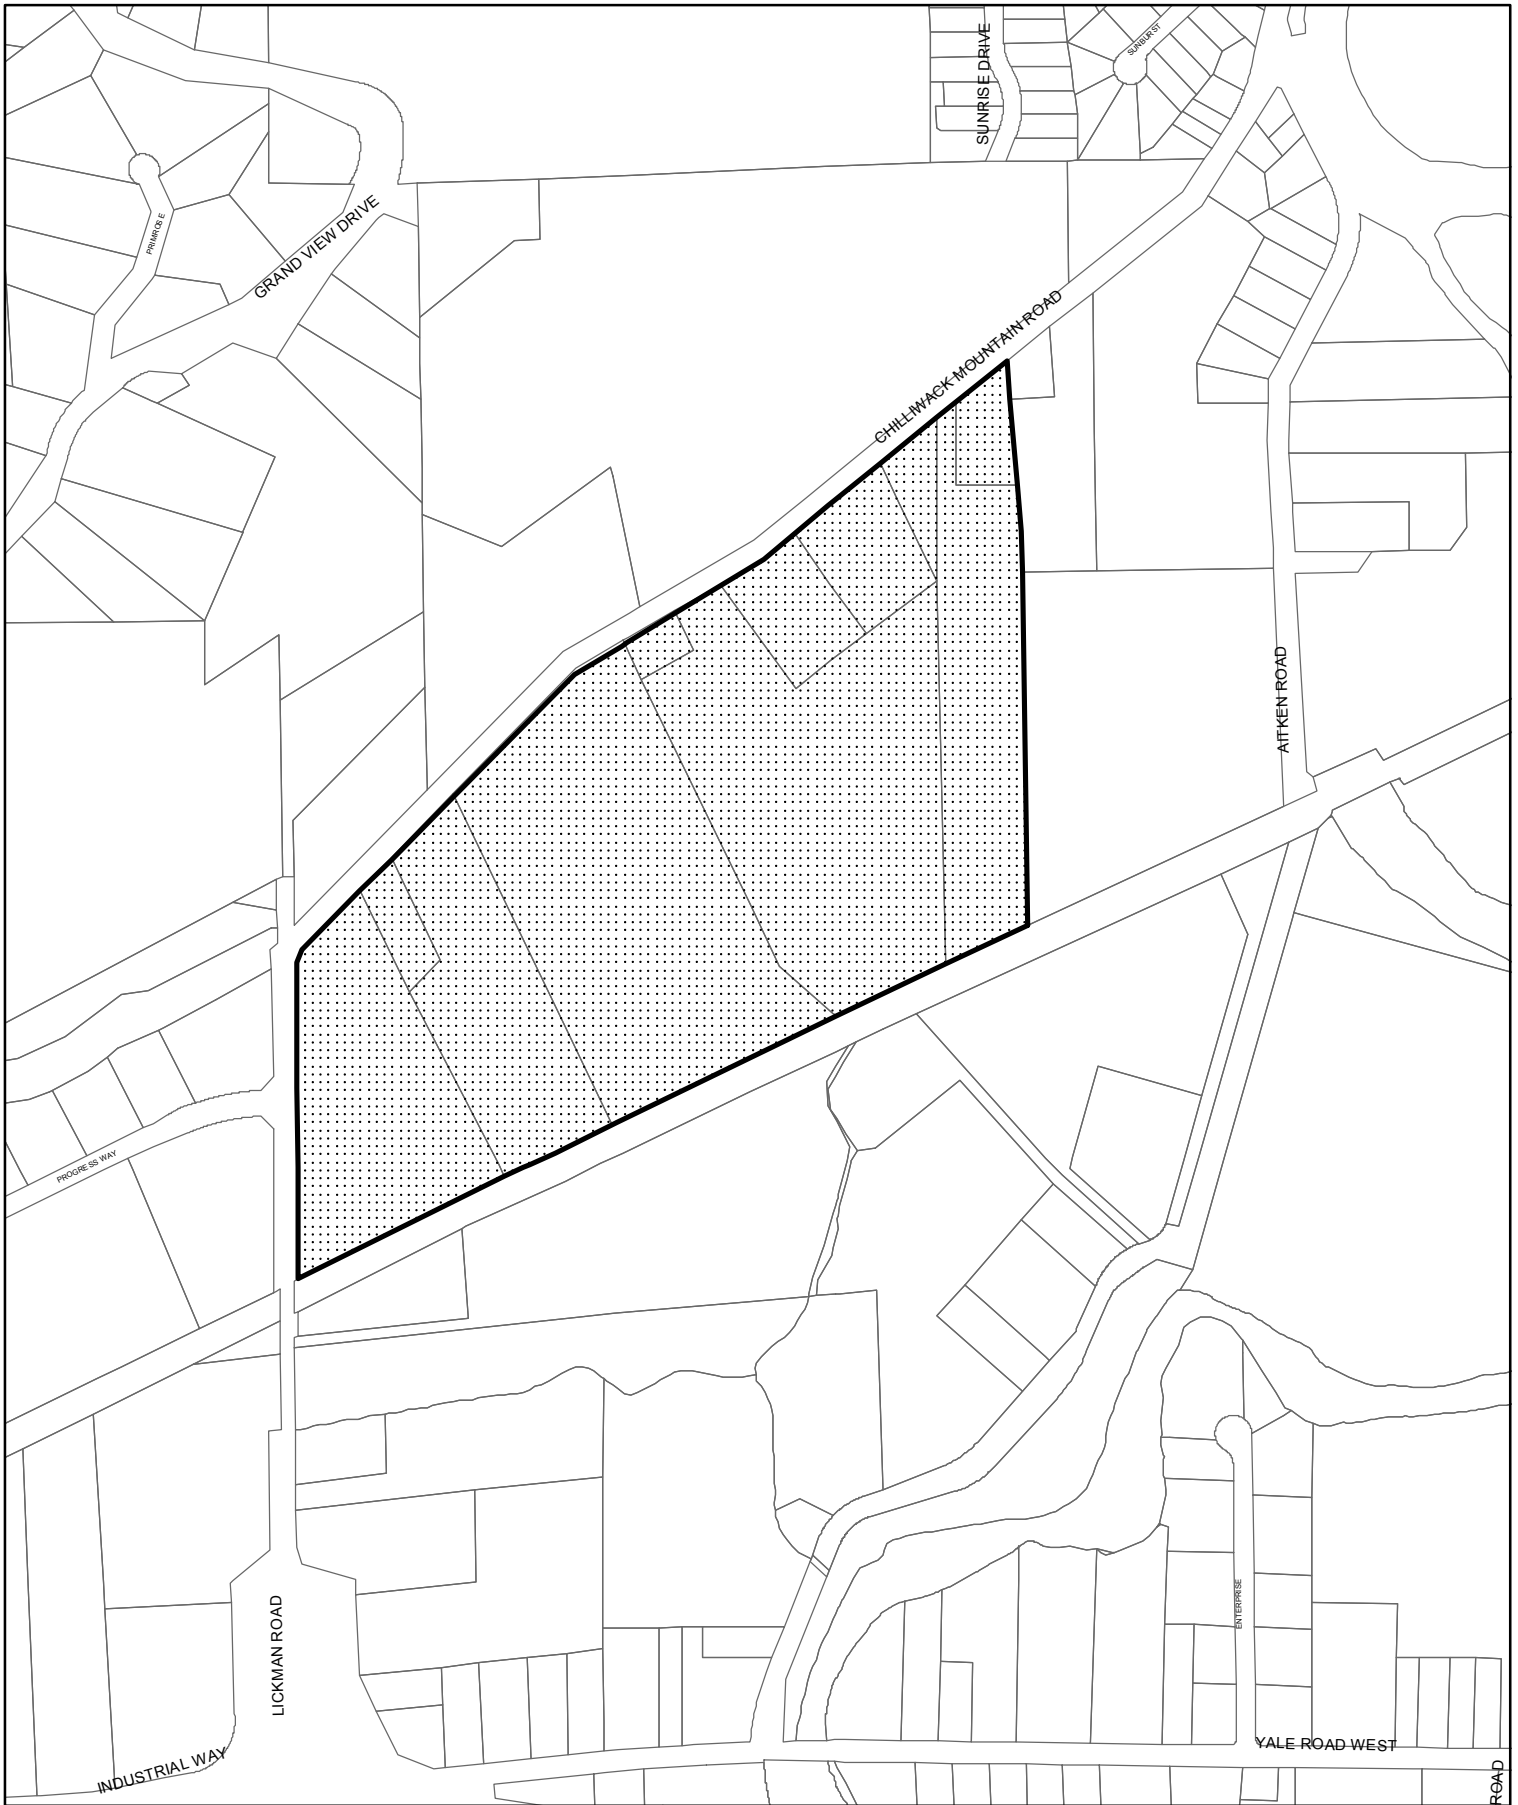 SUNRISE DRIVE
SUNBURST
PRIMROSE
GRAND VIEW DRIVE
CHILLIWACK MOUNTAIN ROAD
AITKEN ROAD
PROGRESS WAY
ENTERPRISE
LICKMAN ROAD
INDUSTRIAL WAY
YALE ROAD WEST
ROAD